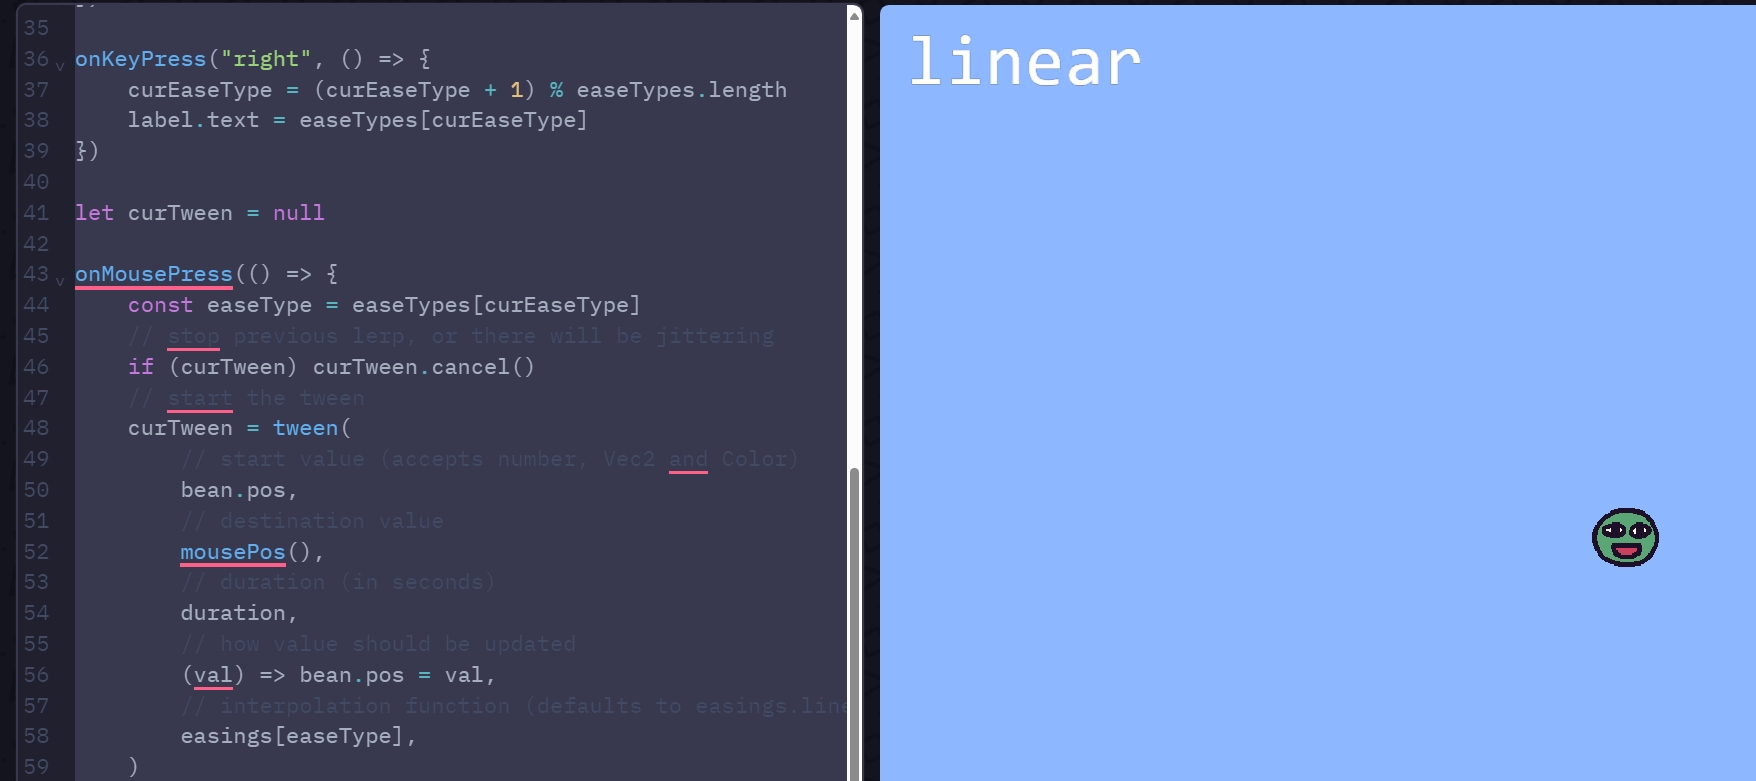 35
36 onKeyPress("right", () => {
37 curEaseType = (curEaseType + 1) % easeTypes.length
38 label.text = easeTypes[curEaseType]
39 })
40
41 let curTween = null
42
43 onMousePress(() => {
44 const easeType = easeTypes[curEaseType]
45 // stop previous lerp, or there will be jittering
46 if (curTween) curTween.cancel()
47 // start the tween
48 curTween = tween(
49 // start value (accepts number, Vec2 and Color)
50 bean.pos,
51 // destination value
52 mousePos(),
53 // duration (in seconds)
54 duration,
55 // how value should be updated
56 (val) => bean.pos = val,
57 // interpolation function (defaults to easings.line
58 easings[easeType],
59 )
linear